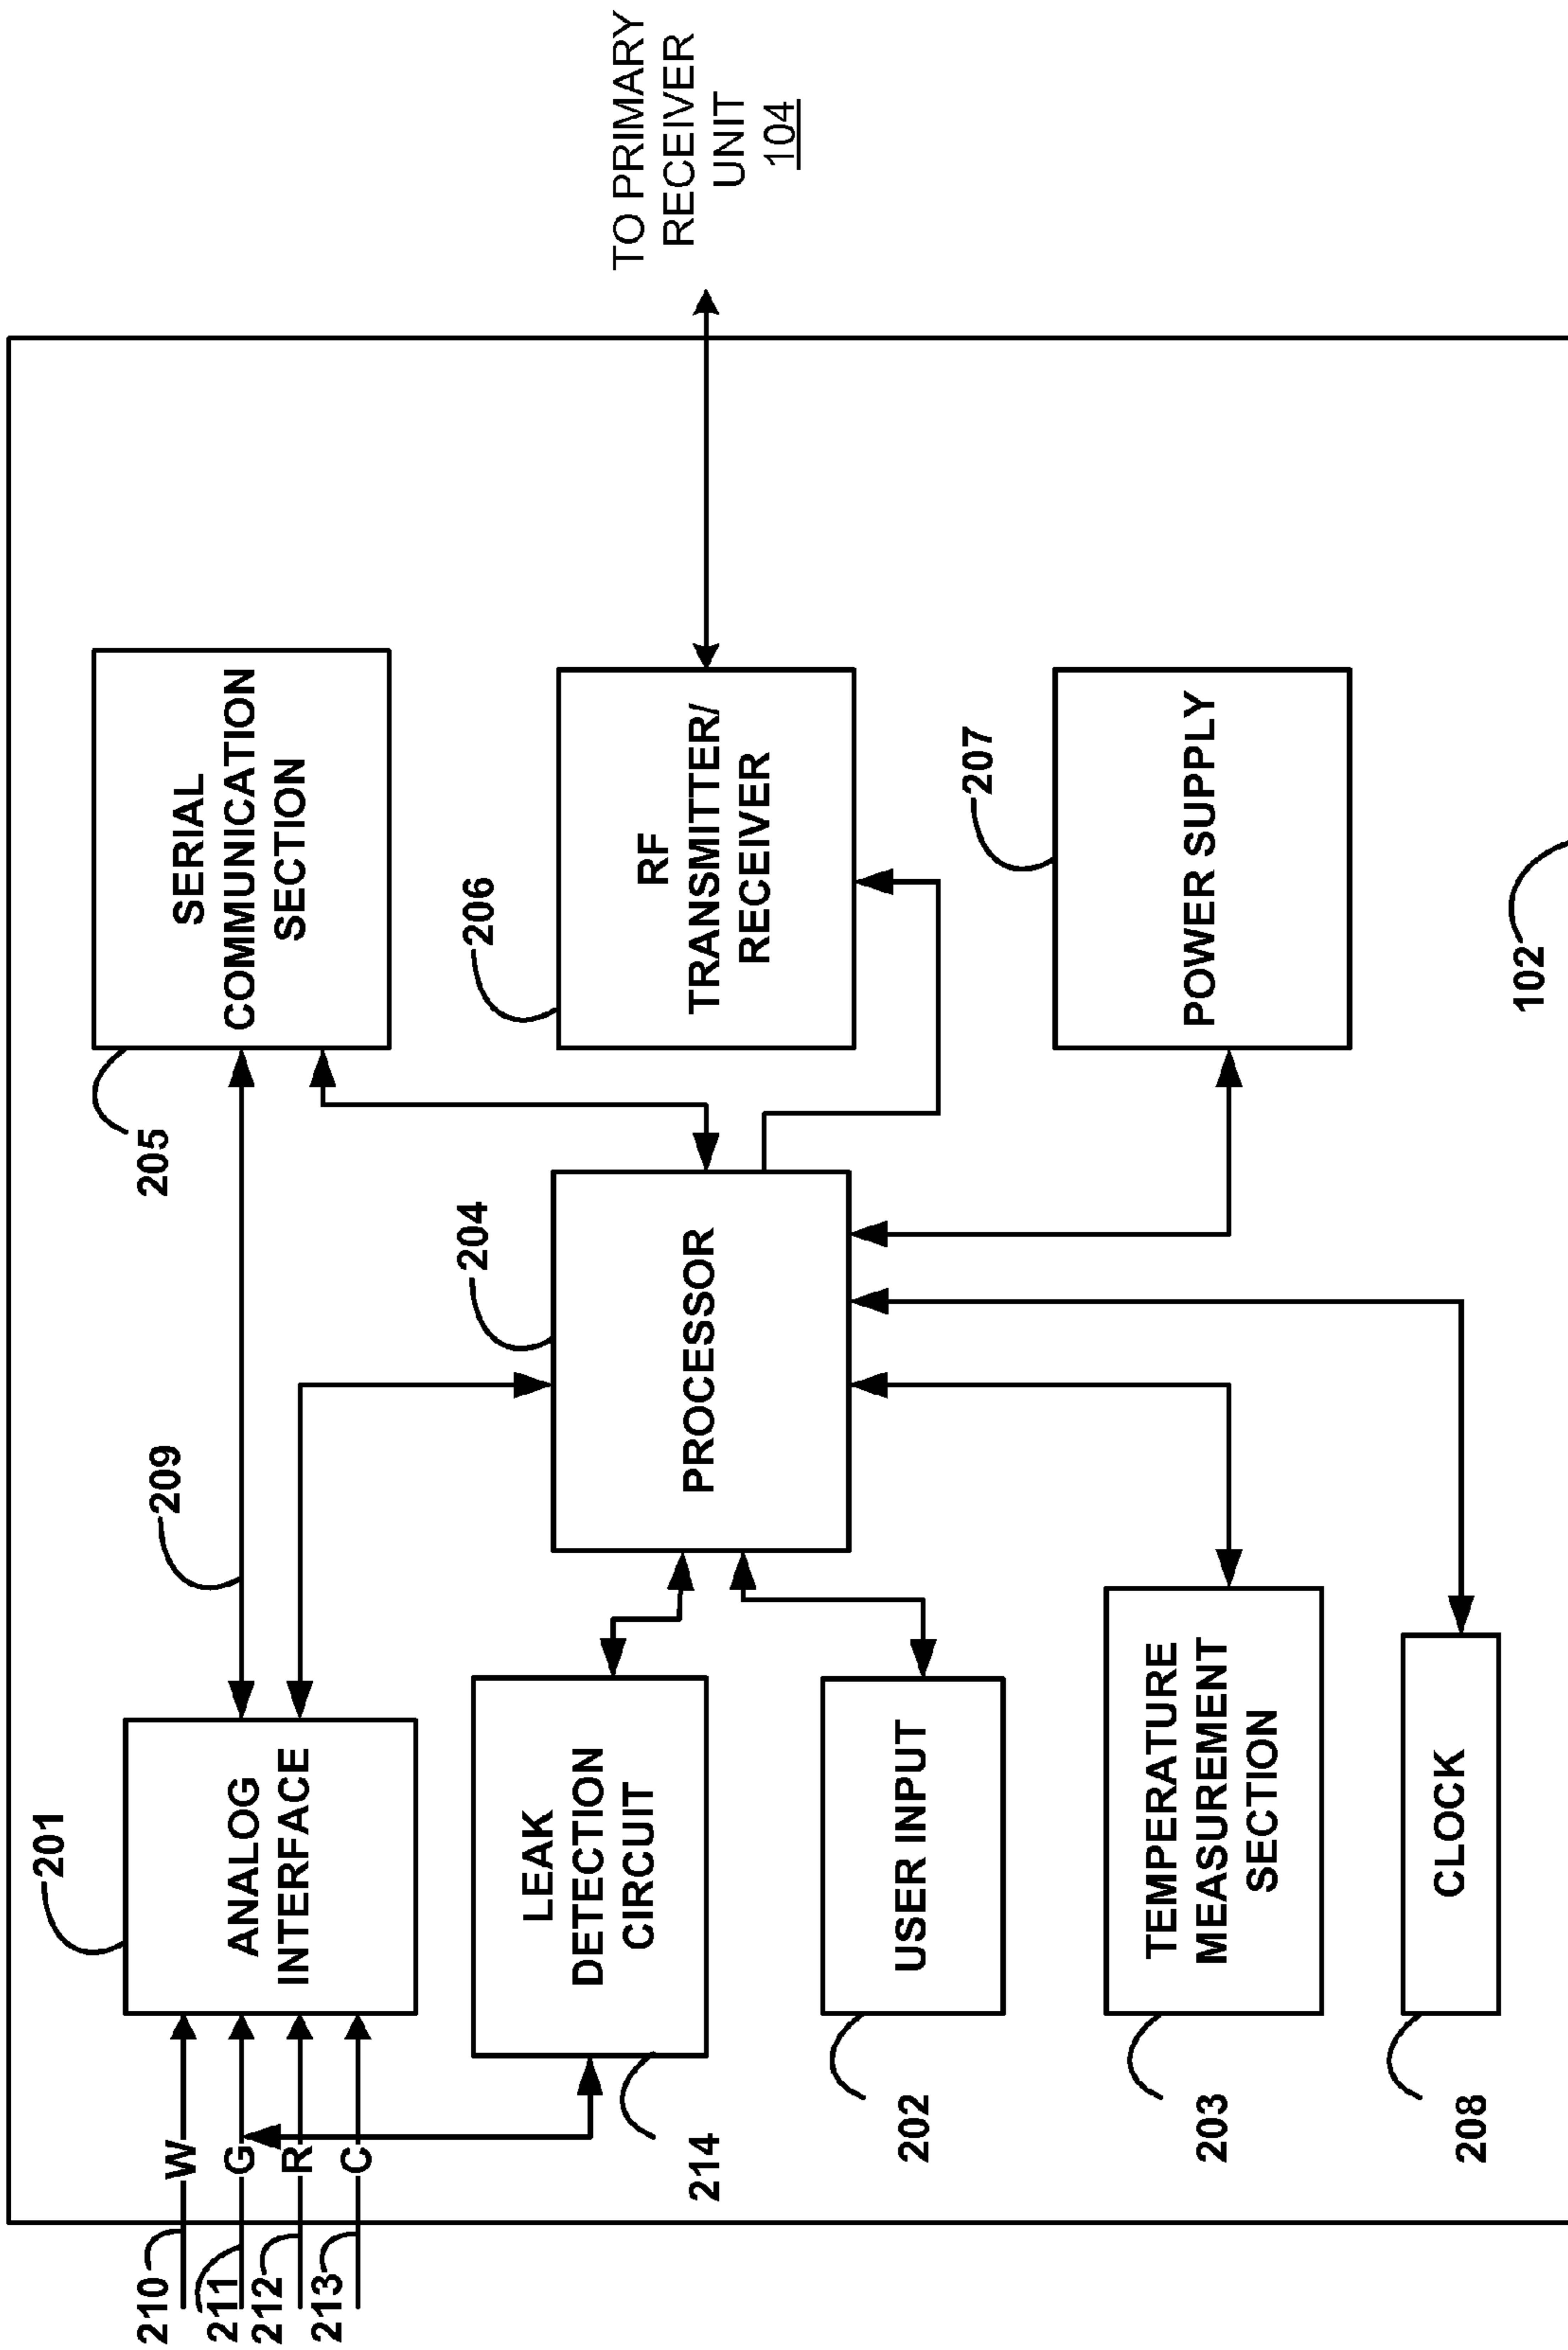 210
W
211
G
212
R
213
C
201
ANALOG
INTERFACE
209
205
SERIAL
COMMUNICATION
SECTION
214
LEAK
DETECTION
CIRCUIT
204
PROCESSOR
206
RF
TRANSMITTER/
RECEIVER
TO PRIMARY
RECEIVER
UNIT
104
202
USER INPUT
203
TEMPERATURE
MEASUREMENT
SECTION
207
POWER SUPPLY
208
CLOCK
102